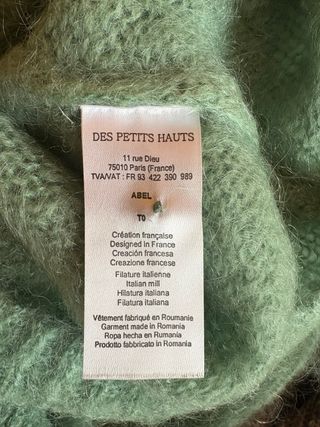 DES PETITS HAUTS
11 rue Dieu
75010 Paris (France)
TVA/VAT : FR 93 422 390 989
ABEL
T0
Création française
Designed in France
Creación francesa
Creazione francese
Filature italienne
Italian mill
Hilatura italiana
Filatura italiana
Vêtement fabriqué en Roumanie
Garment made in Romania
Ropa hecha en Rumania
Prodotto fabbricato in Romania